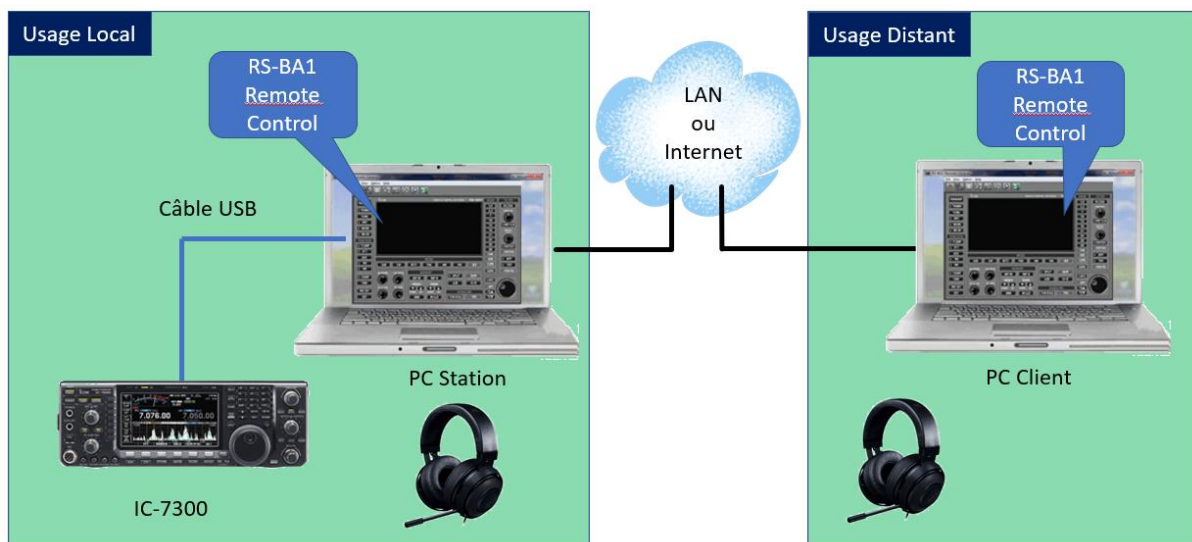 Usage Local
RS-BA1
Remote
Control
Câble USB
PC Station
IC-7300
7.076.00
7.050.00
LAN
ou
Internet
Usage Distant
RS-BA1
Remote
Control
PC Client